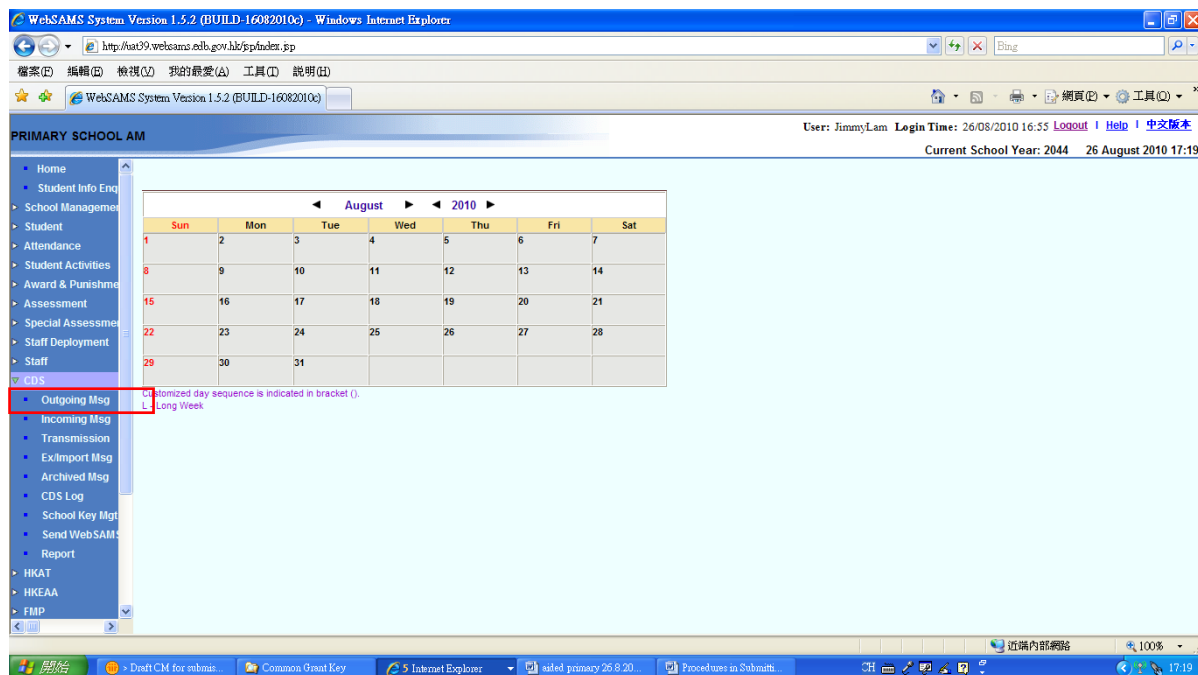 WebSAMS System Version 1.5.2 (BUILD-16082010c) - Windows Internet Explorer
http://uat39.websams.edb.gov.hk/jsp/index.jsp
Bing
檔案(F) 編輯(E) 檢視(V) 我的最愛(A) 工具(T) 說明(H)
WebSAMS System Version 1.5.2 (BUILD-16082010c)
網頁(P) 工具(O)
PRIMARY SCHOOL AM
User: JimmyLam Login Time: 26/08/2010 16:55 Logout | Help | 中文版本
Current School Year: 2044 26 August 2010 17:19
Home
Student Info Enq
School Managemen
Student
Attendance
Student Activities
Award & Punishme
Assessment
Special Assessmen
Staff Deployment
Staff
CDS
Outgoing Msg
Incoming Msg
Transmission
Ex/Import Msg
Archived Msg
CDS Log
School Key Mgt
Send WebSAMS
Report
HKAT
HKEAA
FMP
August 2010
Sun Mon Tue Wed Thu Fri Sat
1 2 3 4 5 6 7
8 9 10 11 12 13 14
15 16 17 18 19 20 21
22 23 24 25 26 27 28
29 30 31
Customized day sequence is indicated in bracket ().
L - Long Week
近端內部網路 100%
開始 > Draft CM for submis... Common Grant Key 5 Internet Explorer aided primary 26.8.20... Procedures in Submitti... CH 17:19